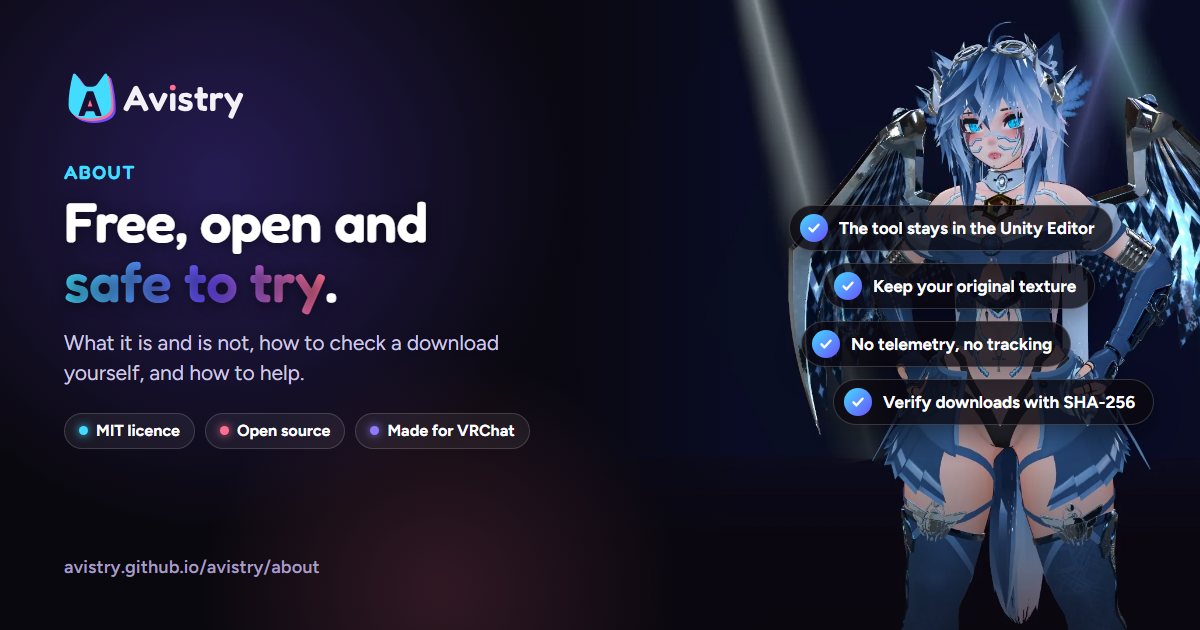 Avistry
ABOUT
Free, open and
safe to try.
What it is and is not, how to check a download
yourself, and how to help.
MIT licence
Open source
Made for VRChat
avistry.github.io/avistry/about
The tool stays in the Unity Editor
Keep your original texture
No telemetry, no tracking
Verify downloads with SHA-256